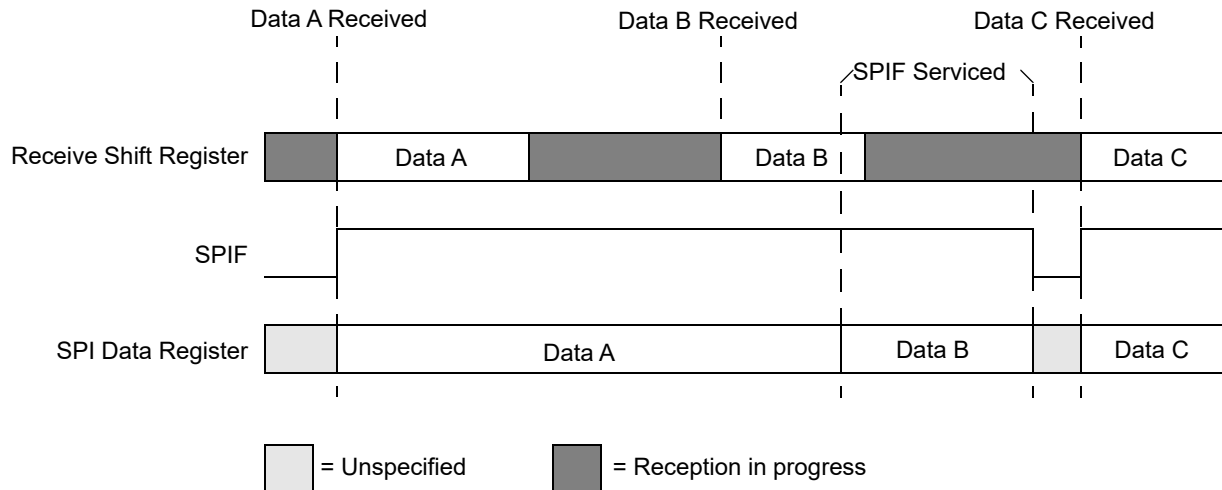 Data A Received
Data B Received
Data C Received
SPIF Serviced
Receive Shift Register
Data A
Data B
Data C
SPIF
SPI Data Register
Data A
Data B
Data C
= Unspecified
= Reception in progress